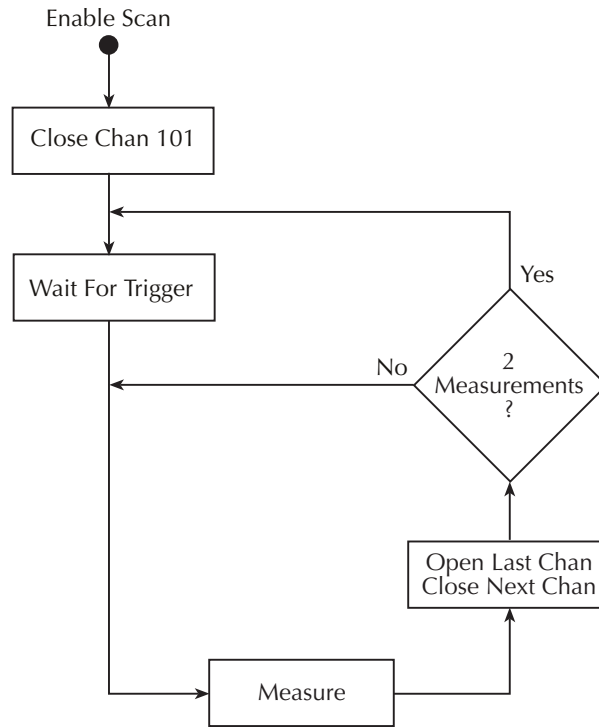 Enable Scan
Close Chan 101
Wait For Trigger
Yes
No
2
Measurements
?
Open Last Chan
Close Next Chan
Measure